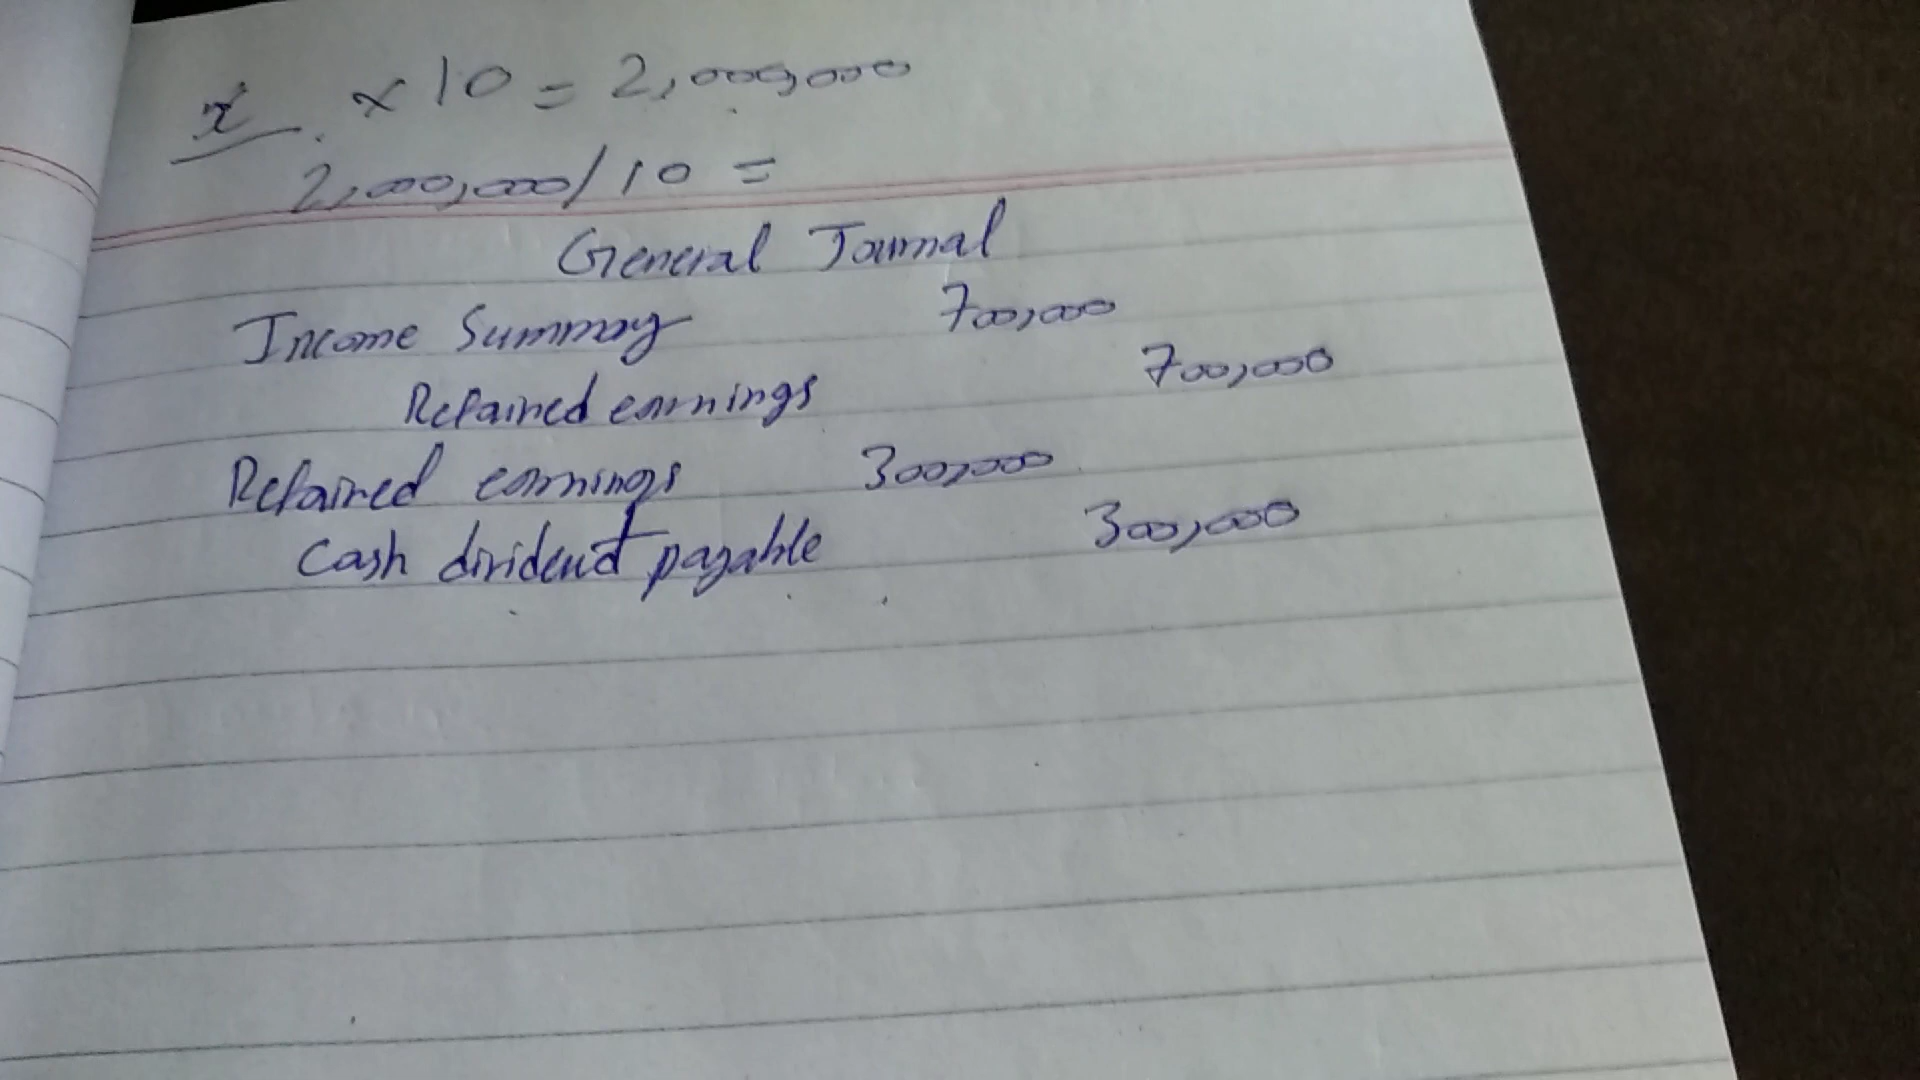 x × 10 = 2,000,000
2,000,000/10 =
General Journal
Income Summary 700,000
Retained earnings 700,000
Retained earnings 300,000
Cash dividend payable 300,000